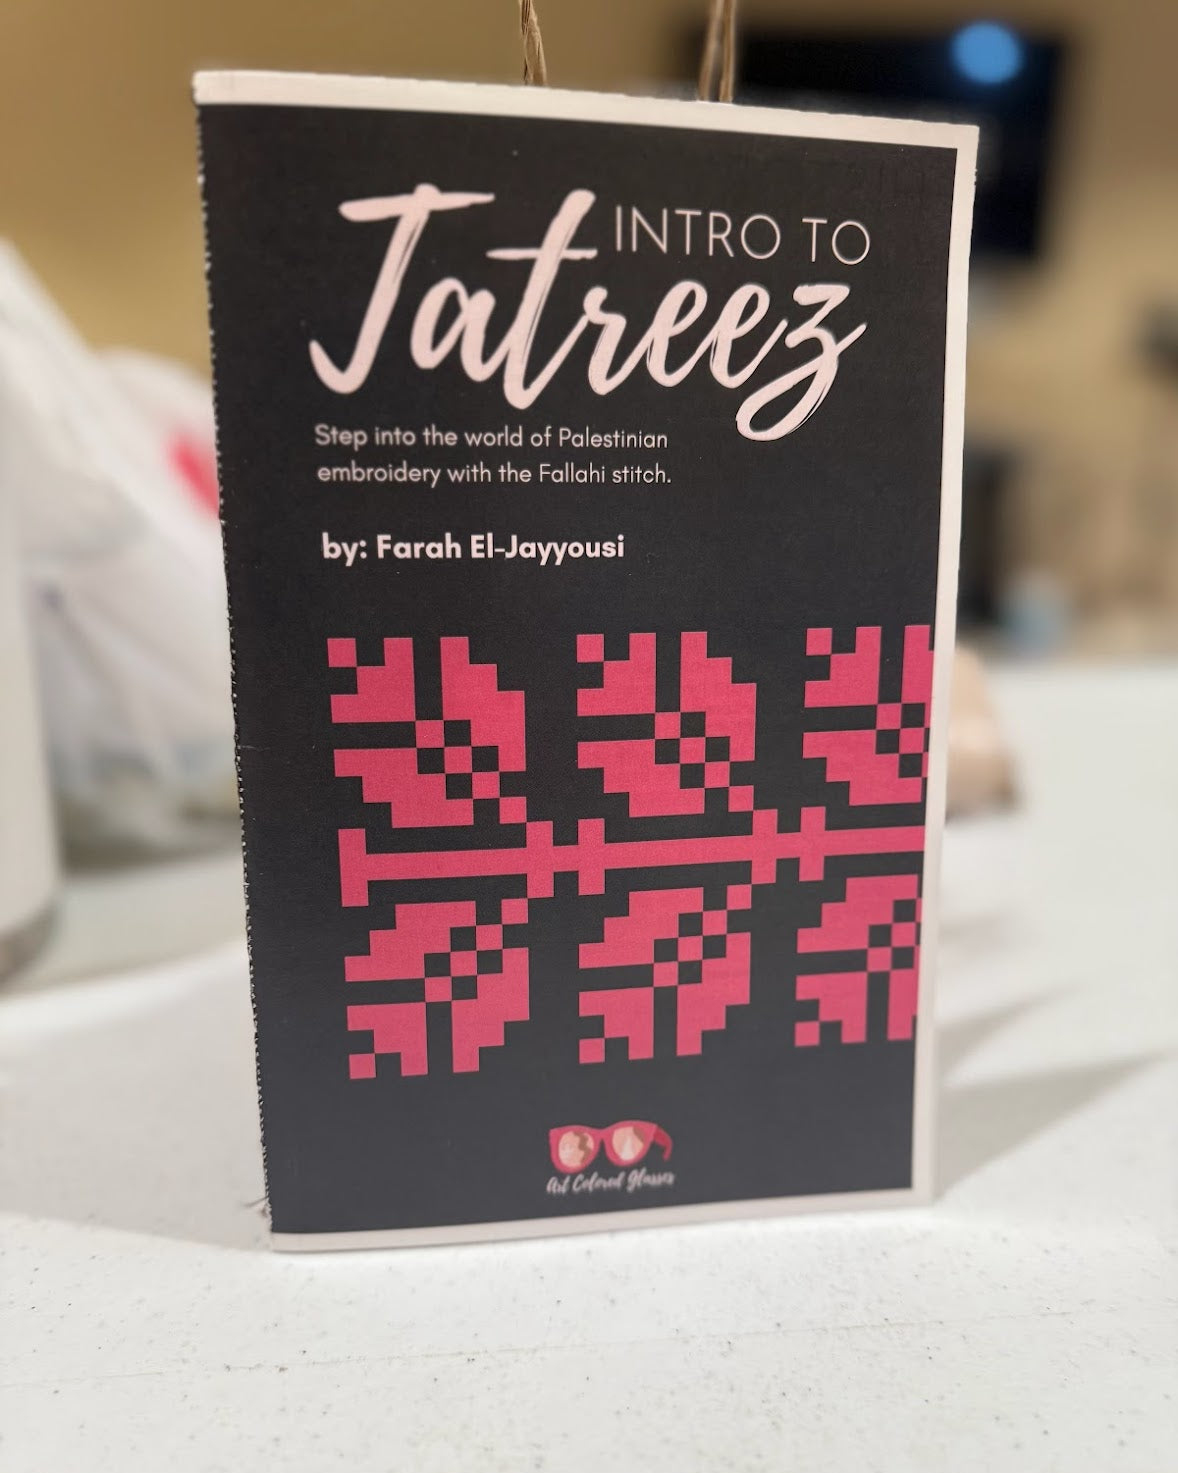 INTRO TO
Tatreez
Step into the world of Palestinian
embroidery with the Fallahi stitch.
by: Farah El-Jayyousi
Art Colored Glasses